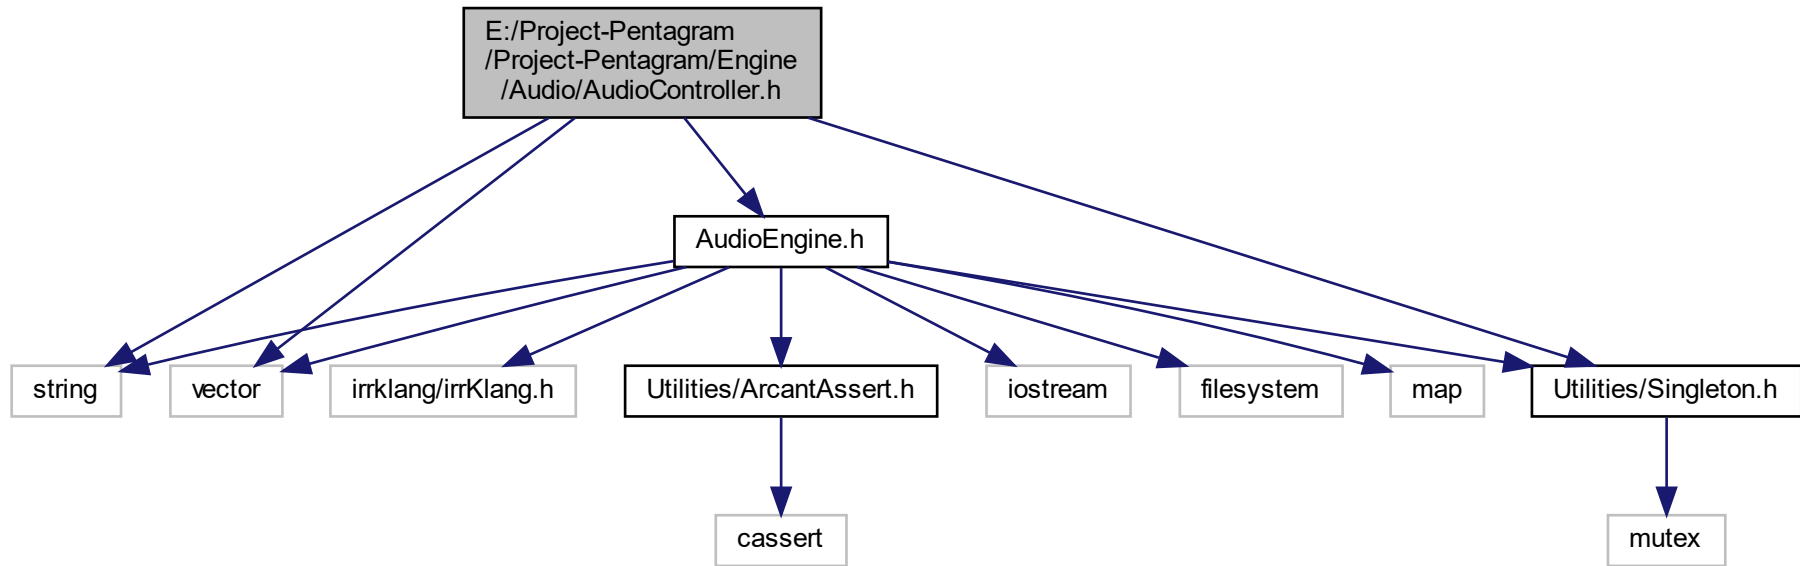 E:/Project-Pentagram
/Project-Pentagram/Engine
/Audio/AudioController.h
AudioEngine.h
string
vector
irrklang/irrKlang.h
Utilities/ArcantAssert.h
iostream
filesystem
map
Utilities/Singleton.h
cassert
mutex